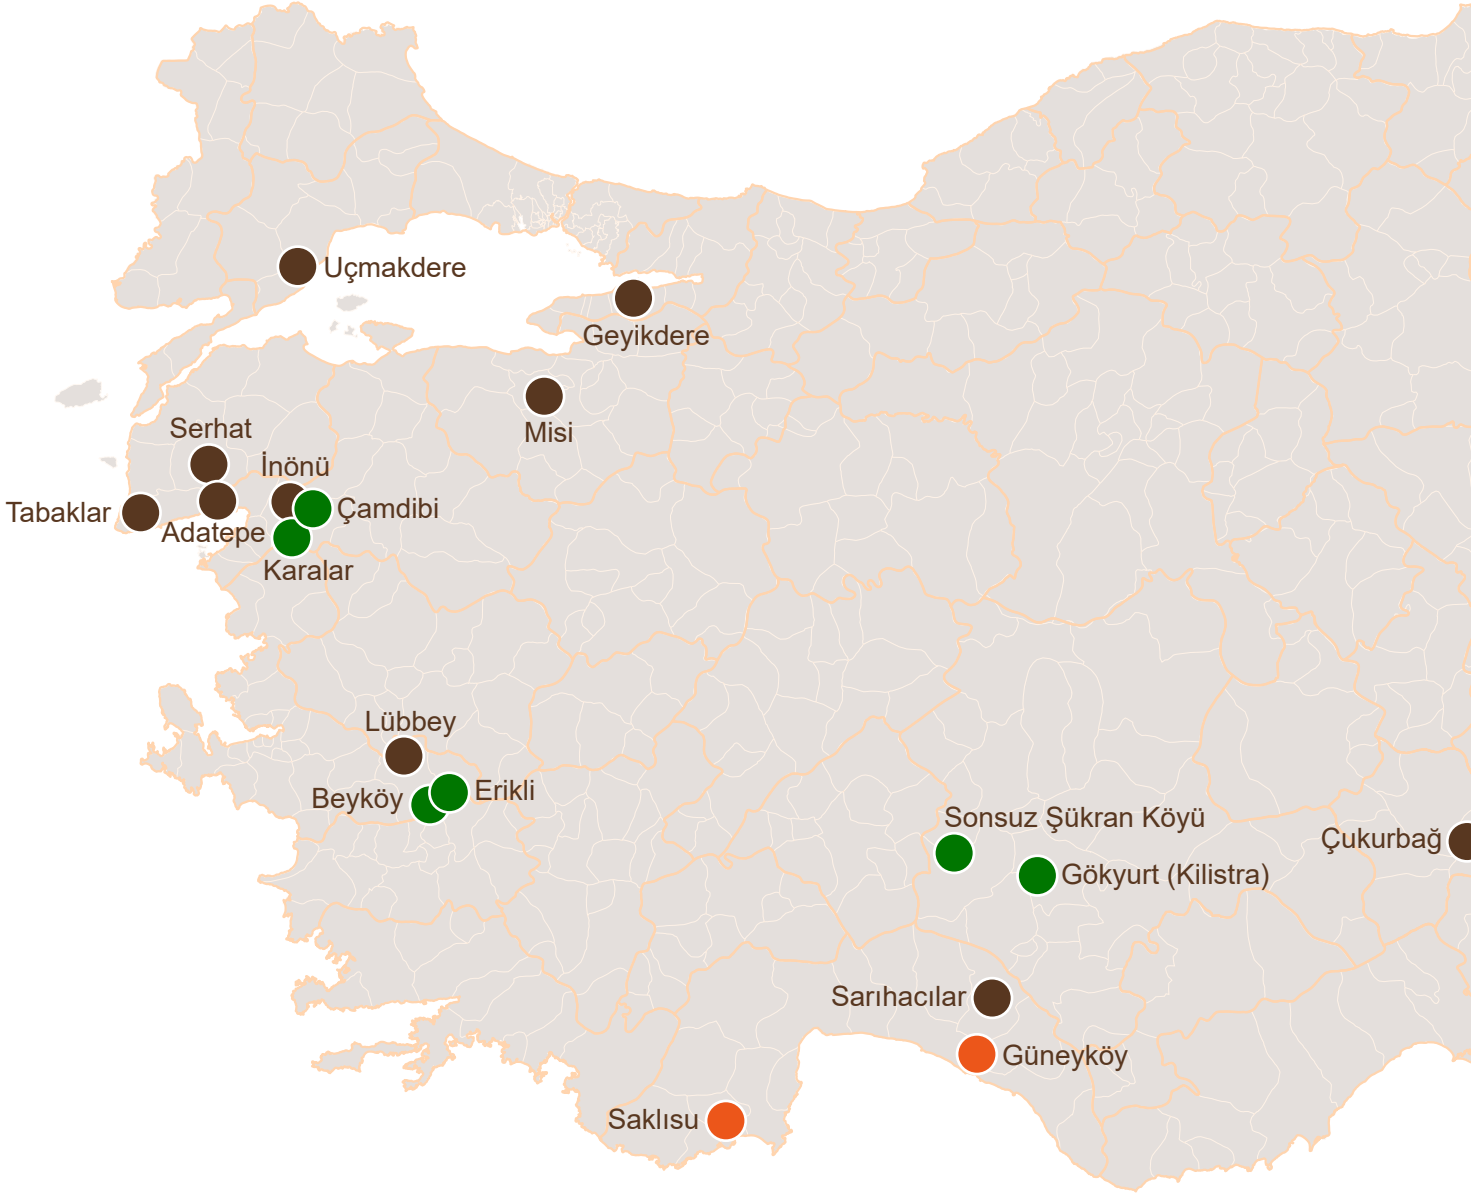 Uçmakdere
Geyikdere
Misi
Serhat
İnönü
Tabaklar
Çamdibi
Adatepe
Karalar
Lübbey
Erikli
Beyköy
Sonsuz Şükran Köyü
Çukurbağ
Gökyurt (Kilistra)
Sarıhacılar
Güneyköy
Saklısu